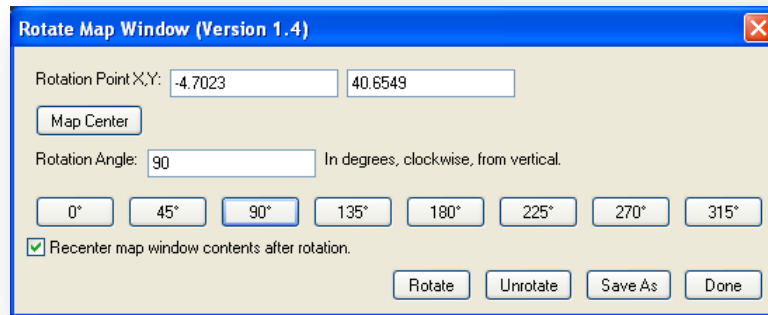 Rotate Map Window (Version 1.4)
Rotation Point X,Y: -4.7023 40.6549
Map Center
Rotation Angle: 90 In degrees, clockwise, from vertical.
0° 45° 90° 135° 180° 225° 270° 315°
Recenter map window contents after rotation.
Rotate Unrotate Save As Done